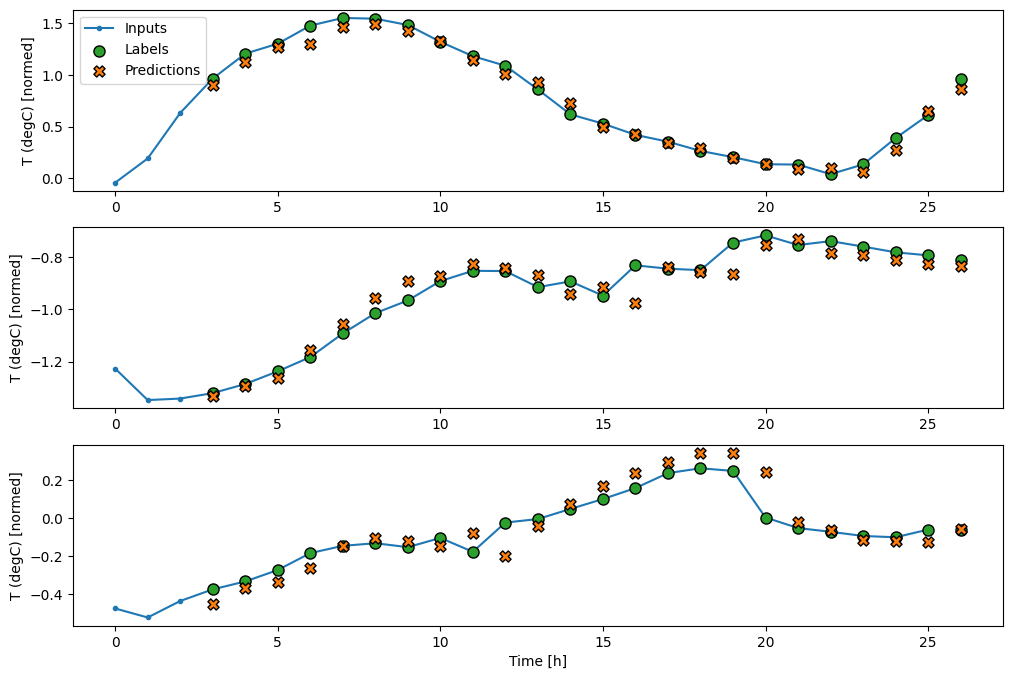 T (degC) [normed]
1.5
1.0
0.5
0.0
Inputs
Labels
Predictions
0 5 10 15 20 25
T (degC) [normed]
−0.8
−1.0
−1.2
0 5 10 15 20 25
T (degC) [normed]
0.2
0.0
−0.2
−0.4
0 5 10 15 20 25
Time [h]